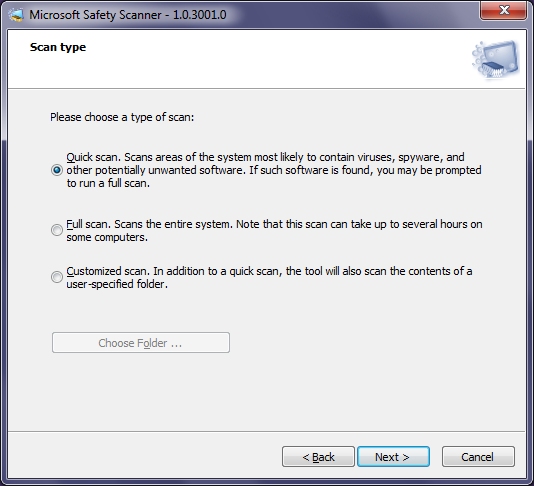 Microsoft Safety Scanner - 1.0.3001.0
Scan type
Please choose a type of scan:
Quick scan. Scans areas of the system most likely to contain viruses, spyware, and
other potentially unwanted software. If such software is found, you may be prompted
to run a full scan.
Full scan. Scans the entire system. Note that this scan can take up to several hours on
some computers.
Customized scan. In addition to a quick scan, the tool will also scan the contents of a
user-specified folder.
Choose Folder ...
< Back
Next >
Cancel